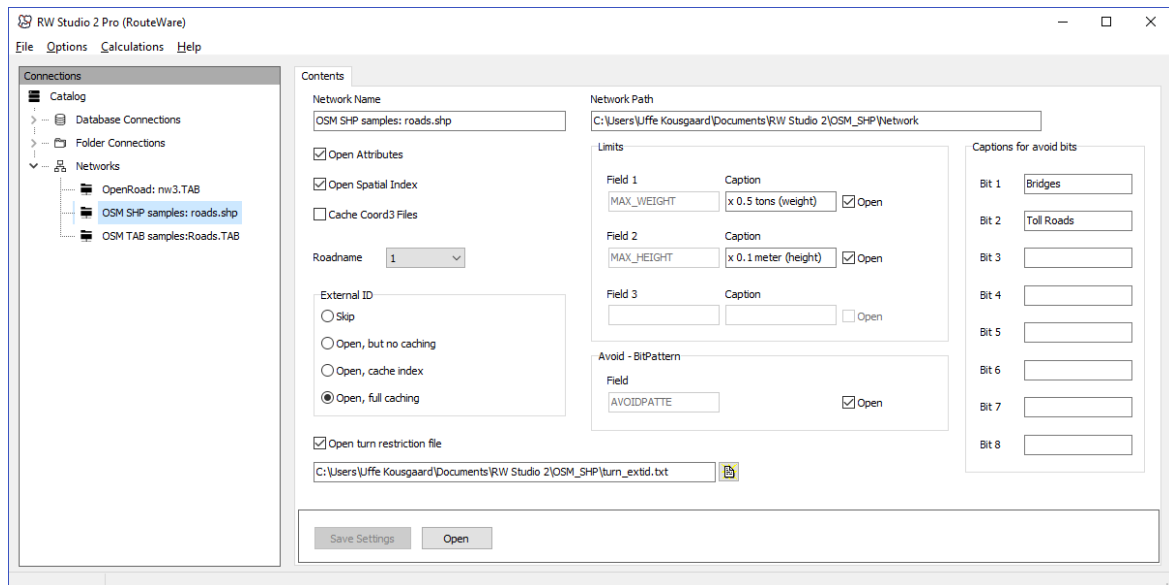 RW Studio 2 Pro (RouteWare)
File Options Calculations Help
Connections
Catalog
Database Connections
Folder Connections
Networks
OpenRoad: nw3.TAB
OSM SHP samples: roads.shp
OSM TAB samples:Roads.TAB
Contents
Network Name
OSM SHP samples: roads.shp
Network Path
C:\Users\Uffe Kousgaard\Documents\RW Studio 2\OSM_SHP\Network
Open Attributes
Open Spatial Index
Cache Coord3 Files
Roadname 1
External ID
Skip
Open, but no caching
Open, cache index
Open, full caching
Open turn restriction file
C:\Users\Uffe Kousgaard\Documents\RW Studio 2\OSM_SHP\turn_extid.txt
Limits
Field 1 Caption
MAX_WEIGHT x 0.5 tons (weight) Open
Field 2 Caption
MAX_HEIGHT x 0.1 meter (height) Open
Field 3 Caption
Open
Avoid - BitPattern
Field
AVOIDPATTE Open
Captions for avoid bits
Bit 1 Bridges
Bit 2 Toll Roads
Bit 3
Bit 4
Bit 5
Bit 6
Bit 7
Bit 8
Save Settings Open